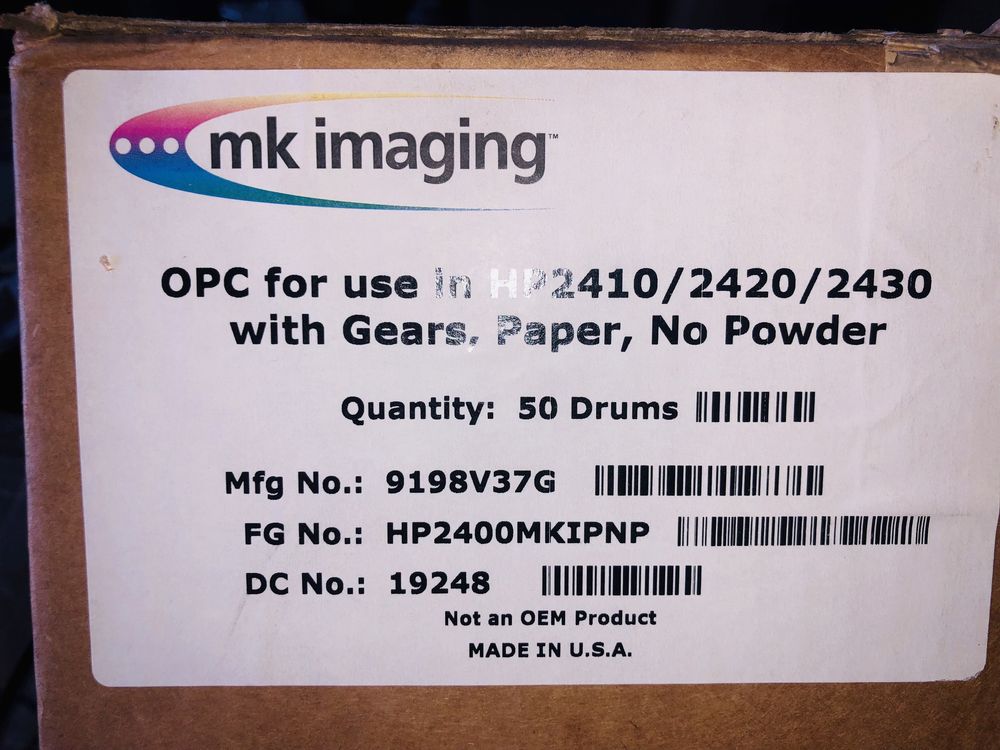 mk imaging™
OPC for use in HP2410/2420/2430
with Gears, Paper, No Powder
Quantity: 50 Drums
Mfg No.: 9198V37G
FG No.: HP2400MKIPNP
DC No.: 19248
Not an OEM Product
MADE IN U.S.A.